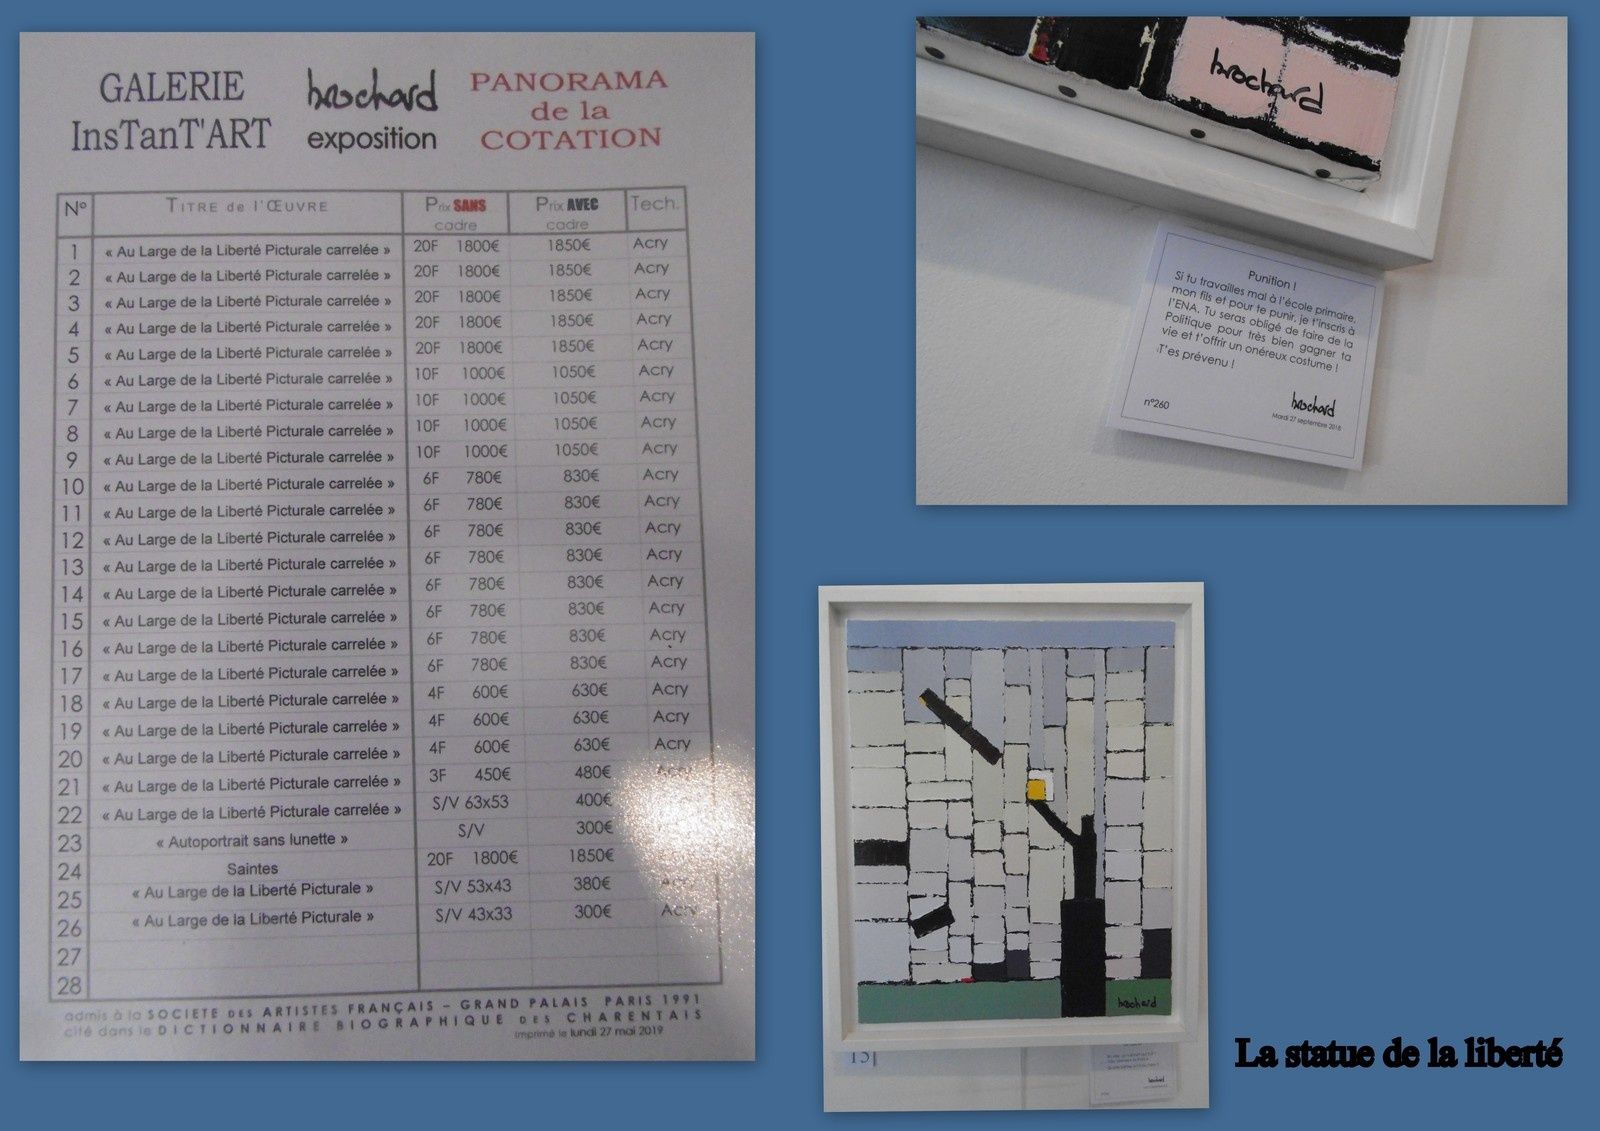 GALERIE
InsTanT'ART
brochard
exposition
PANORAMA
de la
COTATION
N° TITRE de l'ŒUVRE Prix SANS cadre Prix AVEC cadre Tech.
1 « Au Large de la Liberté Picturale carrelée » 20F 1800€ 1850€ Acry
2 « Au Large de la Liberté Picturale carrelée » 20F 1800€ 1850€ Acry
3 « Au Large de la Liberté Picturale carrelée » 20F 1800€ 1850€ Acry
4 « Au Large de la Liberté Picturale carrelée » 20F 1800€ 1850€ Acry
5 « Au Large de la Liberté Picturale carrelée » 20F 1800€ 1850€ Acry
6 « Au Large de la Liberté Picturale carrelée » 10F 1000€ 1050€ Acry
7 « Au Large de la Liberté Picturale carrelée » 10F 1000€ 1050€ Acry
8 « Au Large de la Liberté Picturale carrelée » 10F 1000€ 1050€ Acry
9 « Au Large de la Liberté Picturale carrelée » 10F 1000€ 1050€ Acry
10 « Au Large de la Liberté Picturale carrelée » 6F 780€ 830€ Acry
11 « Au Large de la Liberté Picturale carrelée » 6F 780€ 830€ Acry
12 « Au Large de la Liberté Picturale carrelée » 6F 780€ 830€ Acry
13 « Au Large de la Liberté Picturale carrelée » 6F 780€ 830€ Acry
14 « Au Large de la Liberté Picturale carrelée » 6F 780€ 830€ Acry
15 « Au Large de la Liberté Picturale carrelée » 6F 780€ 830€ Acry
16 « Au Large de la Liberté Picturale carrelée » 6F 780€ 830€ Acry
17 « Au Large de la Liberté Picturale carrelée » 6F 780€ 830€ Acry
18 « Au Large de la Liberté Picturale carrelée » 4F 600€ 630€ Acry
19 « Au Large de la Liberté Picturale carrelée » 4F 600€ 630€ Acry
20 « Au Large de la Liberté Picturale carrelée » 4F 600€ 630€ Acry
21 « Au Large de la Liberté Picturale carrelée » 3F 450€ 480€ Acry
22 « Au Large de la Liberté Picturale carrelée » S/V 63x53 400€
23 « Autoportrait sans lunette » S/V 300€
24 Saintes 20F 1800€ 1850€
25 « Au Large de la Liberté Picturale » S/V 53x43 380€ Acry
26 « Au Large de la Liberté Picturale » S/V 43x33 300€ Acry
27
28
admis à la SOCIETE DES ARTISTES FRANÇAIS – GRAND PALAIS PARIS 1991
cité dans le DICTIONNAIRE BIOGRAPHIQUE DES CHARENTAIS
imprimé le lundi 27 mai 2019
brochard
Punition !
Si tu travailles mal à l'école primaire,
mon fils et pour te punir, je t'inscris à
l'ENA. Tu seras obligé de faire de la
Politique pour très bien gagner ta
vie et t'offrir un onéreux costume !
T'es prévenu !
n°260
brochard
Mardi 27 septembre 2018
brochard
15
brochard
La statue de la liberté